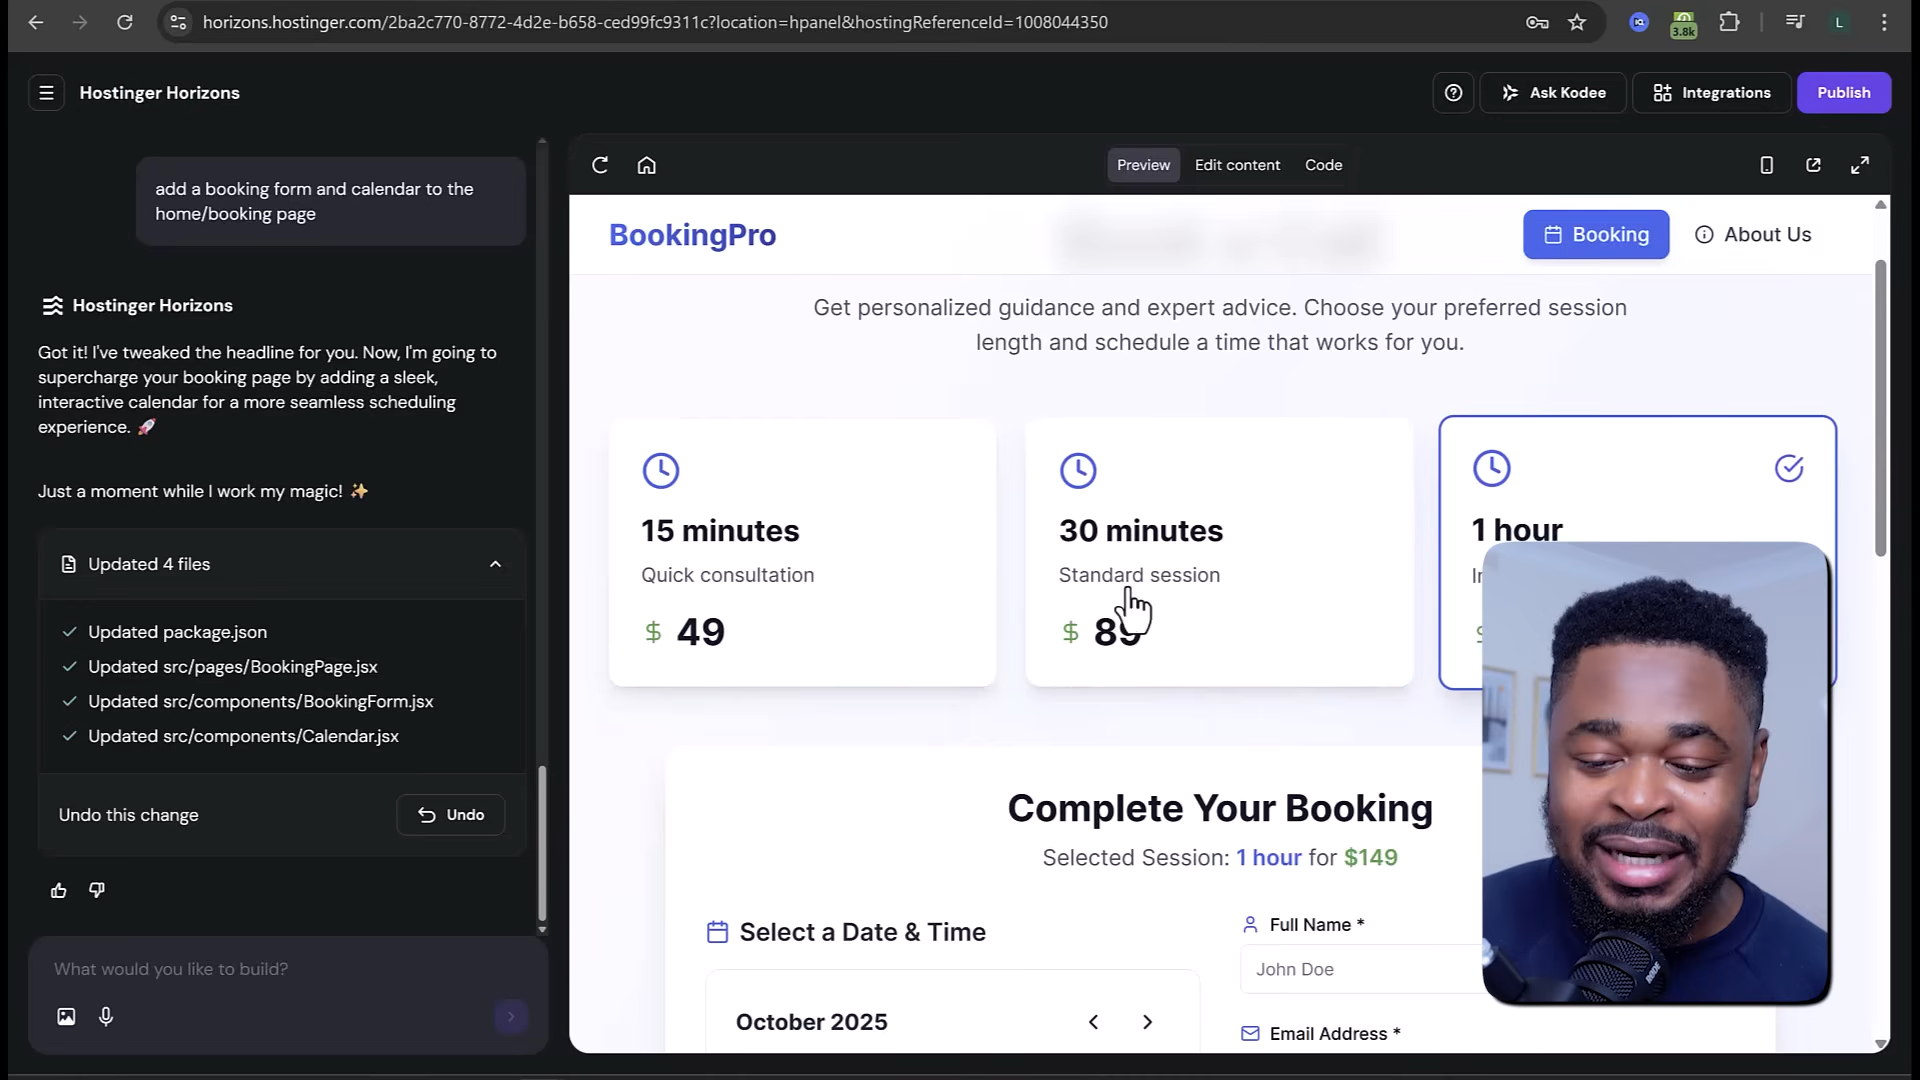 horizons.hostinger.com/2ba2c770-8772-4d2e-b658-ced99fc9311c?location=hpanel&hostingReferenceId=1008044350
3.8k
L
Hostinger Horizons
Ask Kodee
Integrations
Publish
add a booking form and calendar to the
home/booking page
Hostinger Horizons
Got it! I've tweaked the headline for you. Now, I'm going to
supercharge your booking page by adding a sleek,
interactive calendar for a more seamless scheduling
experience. 🚀
Just a moment while I work my magic! ✨
Updated 4 files
Updated package.json
Updated src/pages/BookingPage.jsx
Updated src/components/BookingForm.jsx
Updated src/components/Calendar.jsx
Undo this change
Undo
What would you like to build?
Preview
Edit content
Code
BookingPro
Booking
About Us
Get personalized guidance and expert advice. Choose your preferred session
length and schedule a time that works for you.
15 minutes
Quick consultation
$ 49
30 minutes
Standard session
$ 89
1 hour
Complete Your Booking
Selected Session: 1 hour for $149
Select a Date & Time
October 2025
Full Name *
John Doe
Email Address *
RODE